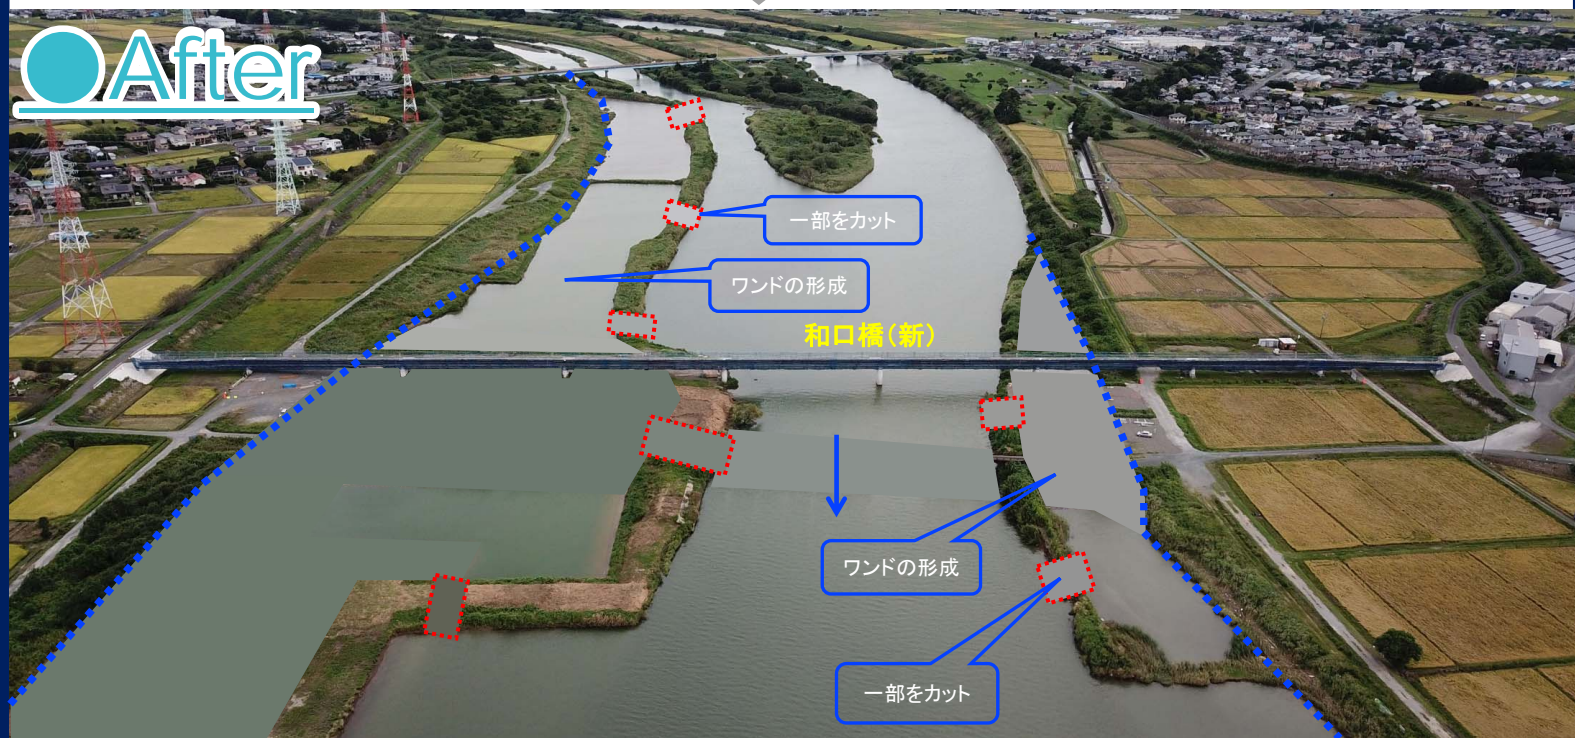 After
一部をカット
ワンドの形成
和口橋（新）
ワンドの形成
一部をカット